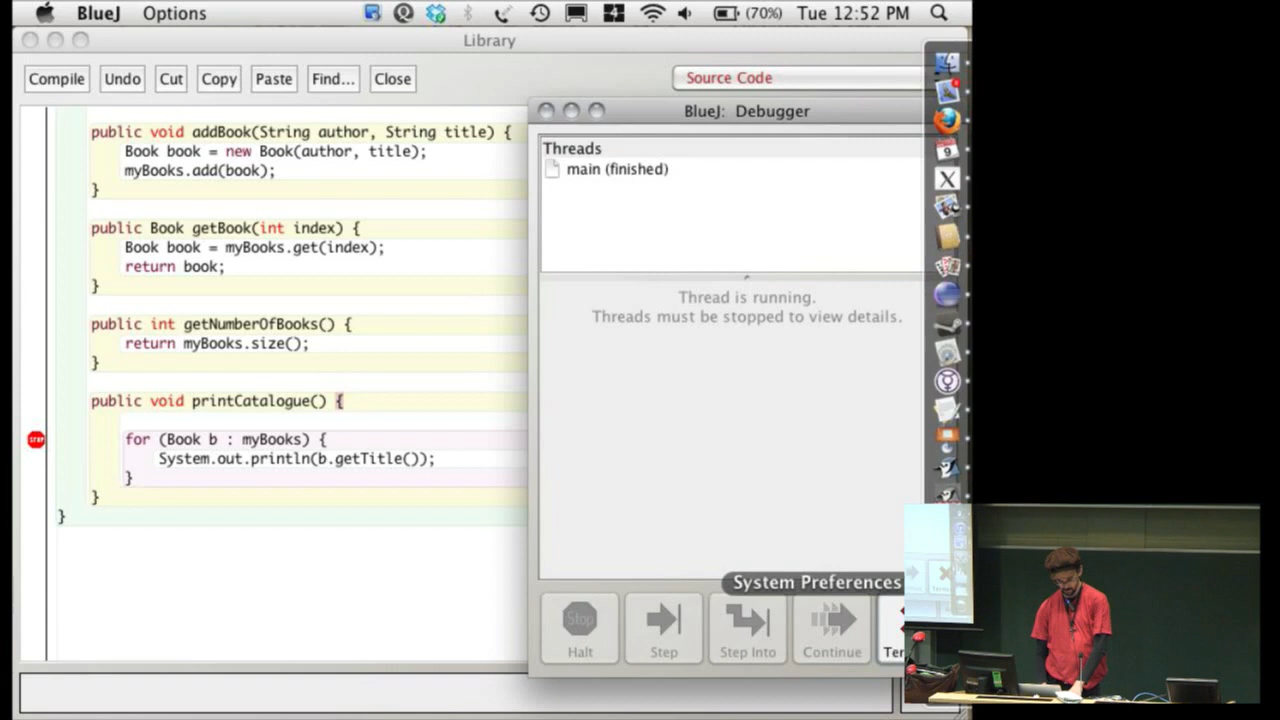 BlueJ Options (70%) Tue 12:52 PM
Library
Compile Undo Cut Copy Paste Find... Close Source Code
public void addBook(String author, String title) {
Book book = new Book(author, title);
myBooks.add(book);
}
public Book getBook(int index) {
Book book = myBooks.get(index);
return book;
}
public int getNumberOfBooks() {
return myBooks.size();
}
public void printCatalogue() {
STOP
for (Book b : myBooks) {
System.out.println(b.getTitle());
}
}
}
BlueJ: Debugger
Threads
main (finished)
Thread is running.
Threads must be stopped to view details.
System Preferences
Stop
Halt Step Step Into Continue
9
X
4